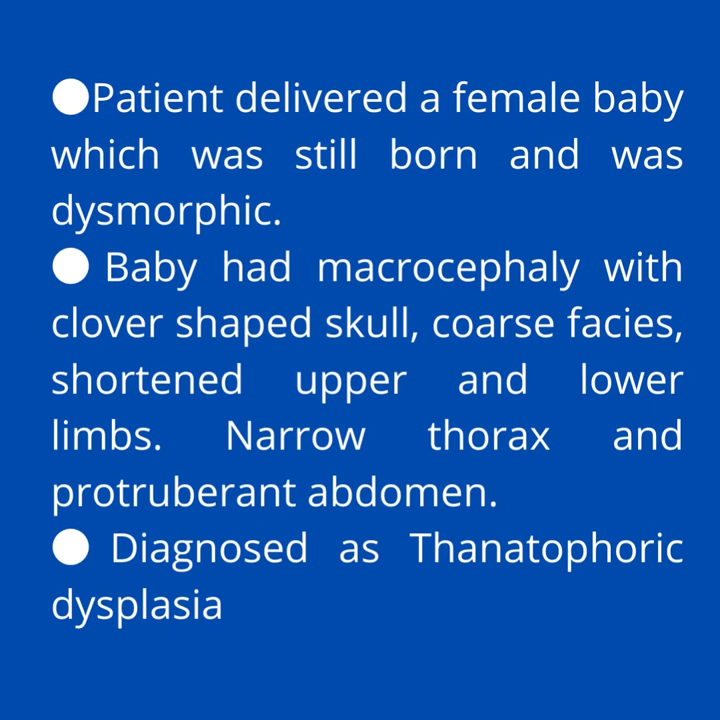 ●Patient delivered a female baby
which was still born and was
dysmorphic.
● Baby had macrocephaly with
clover shaped skull, coarse facies,
shortened upper and lower
limbs. Narrow thorax and
protruberant abdomen.
● Diagnosed as Thanatophoric
dysplasia